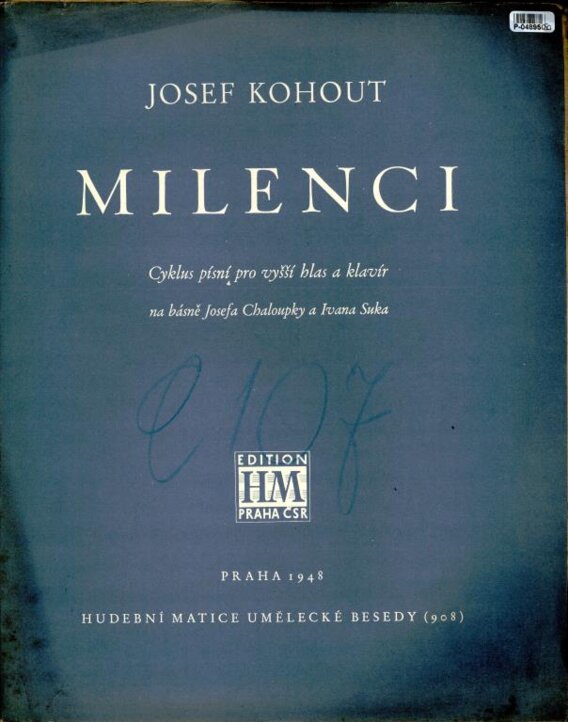 P-04895
JOSEF KOHOUT
MILENCI
Cyklus písní pro vyšší hlas a klavír
na básně Josefa Chaloupky a Ivana Suka
C 107
EDITION
HM
PRAHA ČSR
PRAHA 1948
HUDEBNÍ MATICE UMĚLECKÉ BESEDY (908)